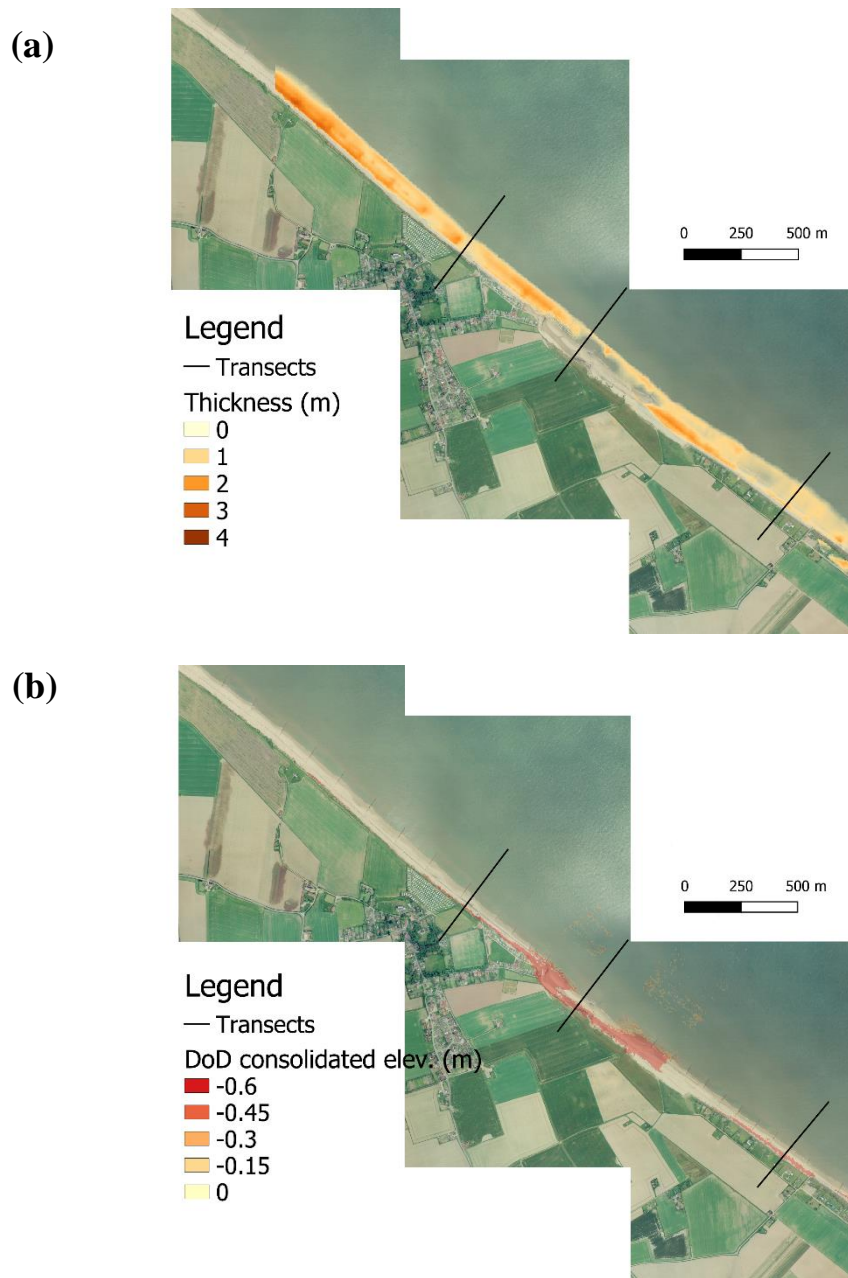 (a)
0 250 500 m
Legend
Transects
Thickness (m)
0
1
2
3
4
(b)
0 250 500 m
Legend
Transects
DoD consolidated elev. (m)
-0.6
-0.45
-0.3
-0.15
0